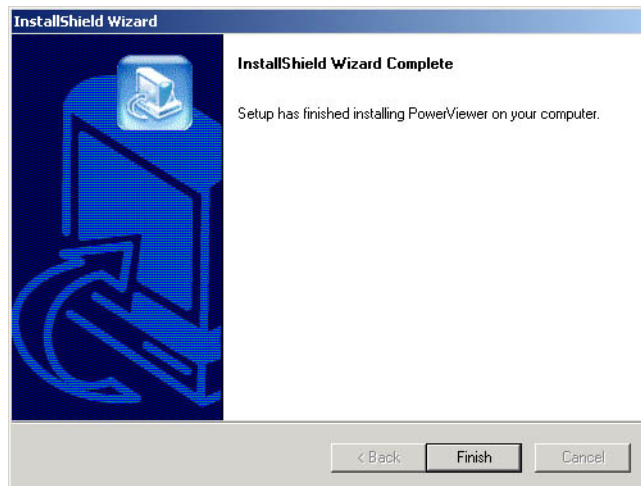 InstallShield Wizard
InstallShield Wizard Complete
Setup has finished installing PowerViewer on your computer.
< Back
Finish
Cancel